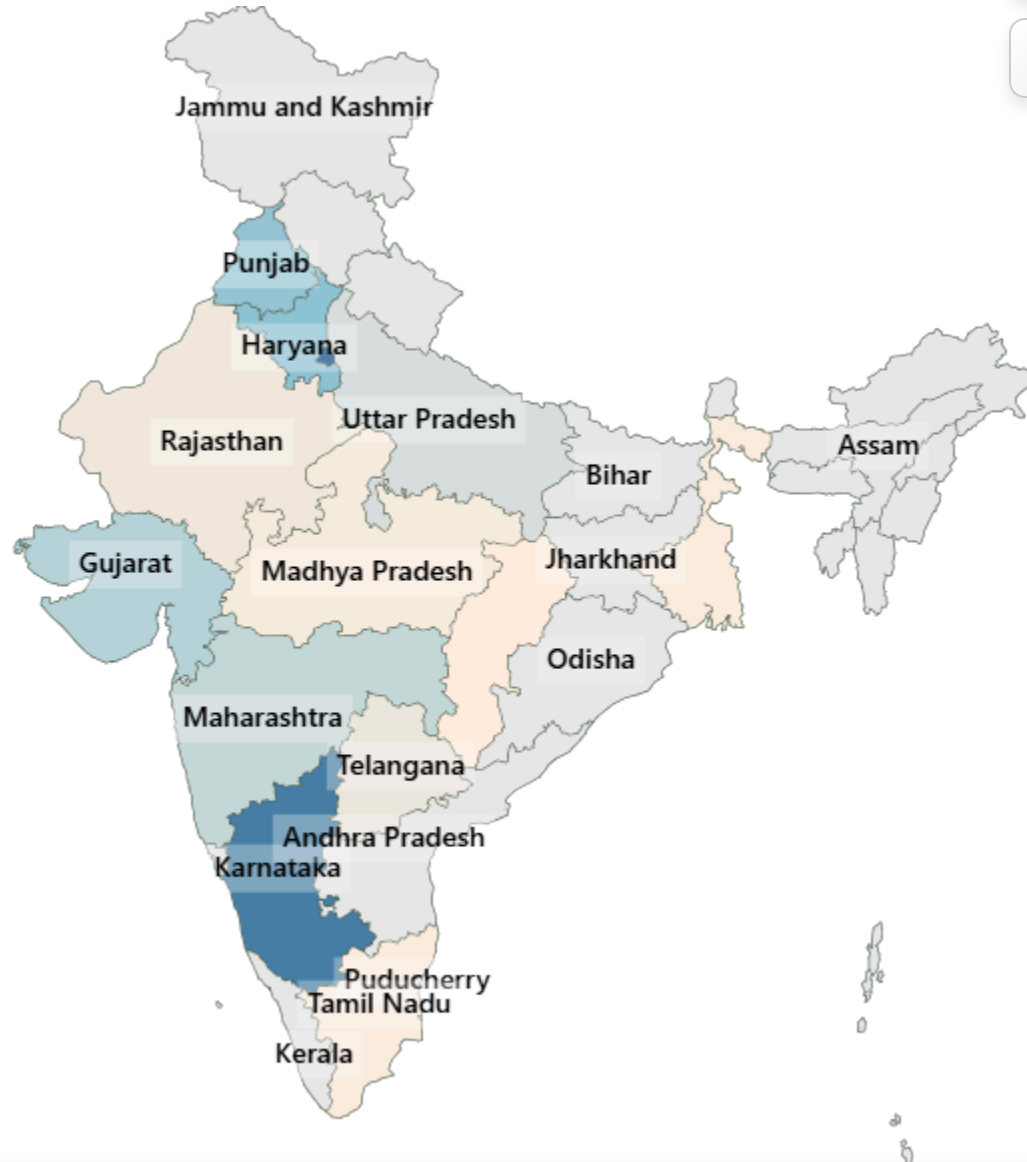 Jammu and Kashmir
Punjab
Haryana
Uttar Pradesh
Rajasthan
Assam
Bihar
Gujarat
Jharkhand
Madhya Pradesh
Odisha
Maharashtra
Telangana
Andhra Pradesh
Karnataka
Puducherry
Tamil Nadu
Kerala